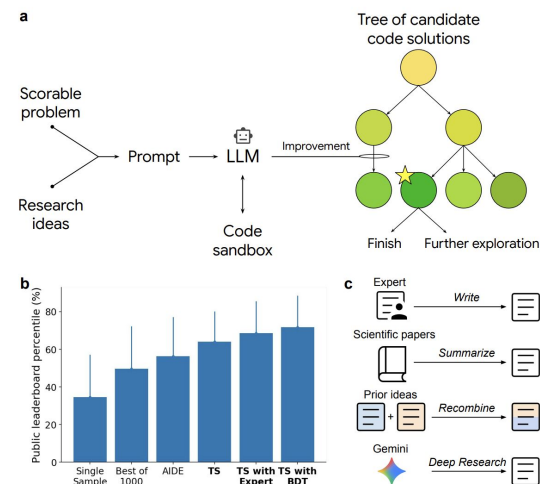 a
Tree of candidate
code solutions
Scorable
problem
Research
ideas
Prompt
LLM
Code
sandbox
Improvement
Finish
Further exploration
b
Public leaderboard percentile (%)
80
60
40
20
0
Single
Sample
Best of
1000
AIDE
TS
TS with
Expert
TS with
BDT
c
Expert
Write
Scientific papers
Summarize
Prior ideas
+
Recombine
Gemini
Deep Research